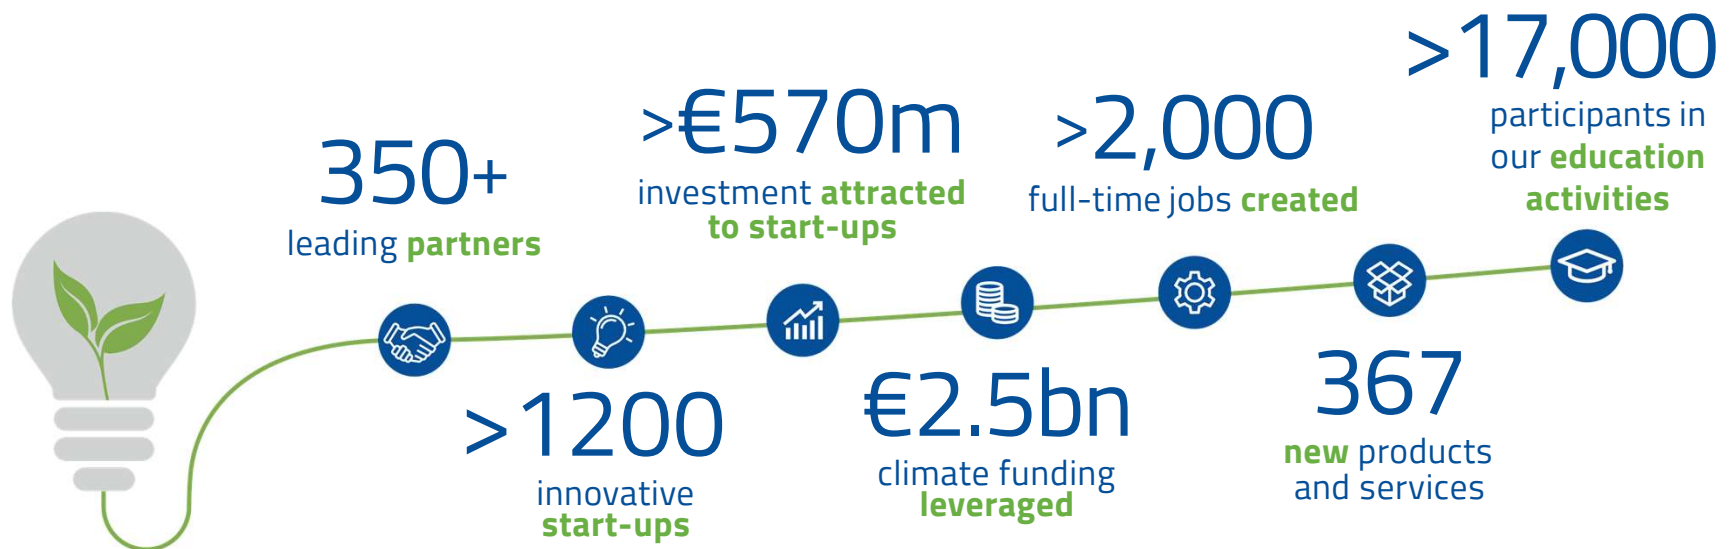 350+
leading partners
>1200
innovative
start-ups
>€570m
investment attracted
to start-ups
€2.5bn
climate funding
leveraged
>2,000
full-time jobs created
367
new products
and services
>17,000
participants in
our education
activities